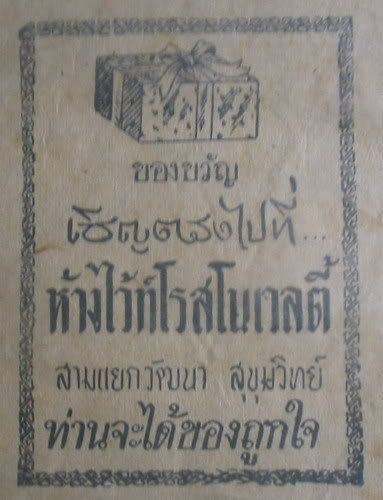 ของขวัญ
เชิญตรงไปที่...
ห้างไว้ท์โรสโนเวลตี้
สามแยกวัฒนา สุขุมวิทย์
ท่านจะได้ของถูกใจ